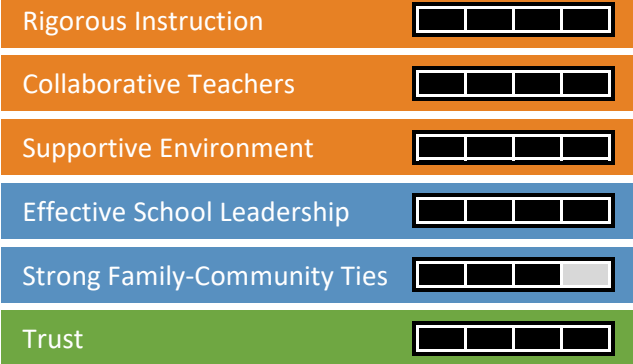 Rigorous Instruction
Collaborative Teachers
Supportive Environment
Effective School Leadership
Strong Family-Community Ties
Trust